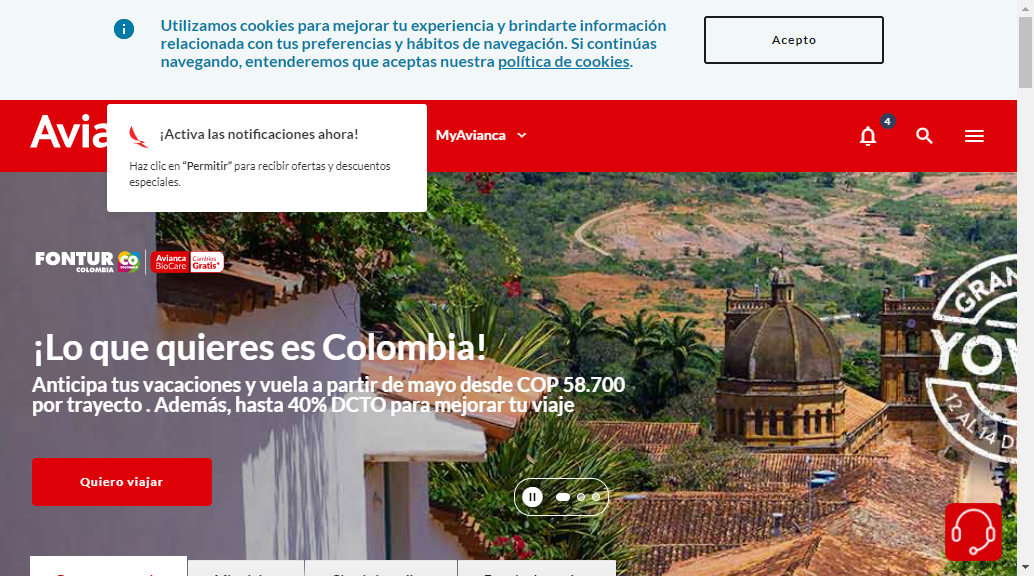 Utilizamos cookies para mejorar tu experiencia y brindarte información
relacionada con tus preferencias y hábitos de navegación. Si continúas
navegando, entenderemos que aceptas nuestra política de cookies.
Acepto
¡Activa las notificaciones ahora!
Haz clic en “Permitir” para recibir ofertas y descuentos
especiales.
MyAvianca
4
FONTUR
COLOMBIA
CO
COLOMBIA
Avianca
BioCare
Cambios
Gratis*
¡Lo que quieres es Colombia!
Anticipa tus vacaciones y vuela a partir de mayo desde COP 58.700
por trayecto . Además, hasta 40% DCTO para mejorar tu viaje
Quiero viajar
GRAN
YO
12 AL 14 D